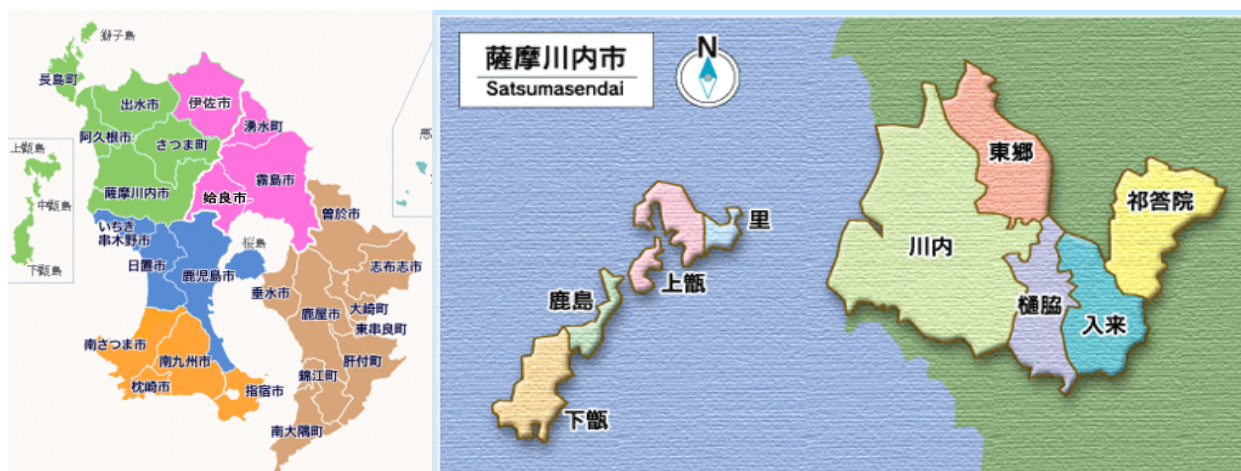 獅子島
長島町
出水市
伊佐市
湧水町
阿久根市
さつま町
上甑島
霧島市
中甑島
薩摩川内市
姶良市
曽於市
いちき
串木野市
桜島
下甑島
日置市
鹿児島市
志布志市
垂水市
鹿屋市
大崎町
東串良町
南さつま市
南九州市
肝付町
錦江町
枕崎市
指宿市
南大隅町
薩摩川内市
Satsumasendai
N
東郷
祁答院
里
川内
上甑
鹿島
樋脇
入来
下甑